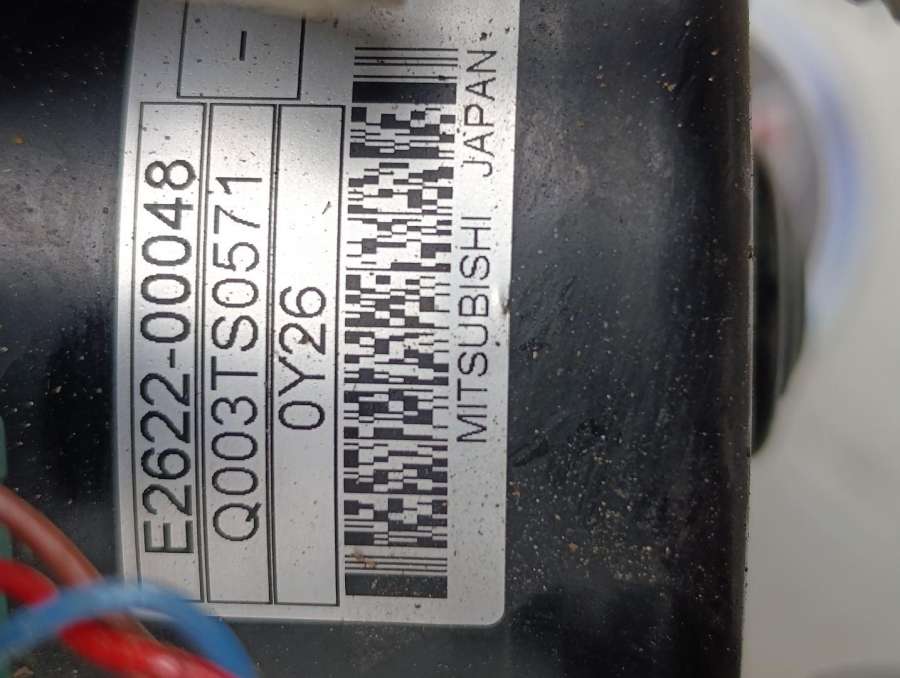 -
E2622-00048
Q003TS0571
0Y26
MITSUBISHI JAPAN